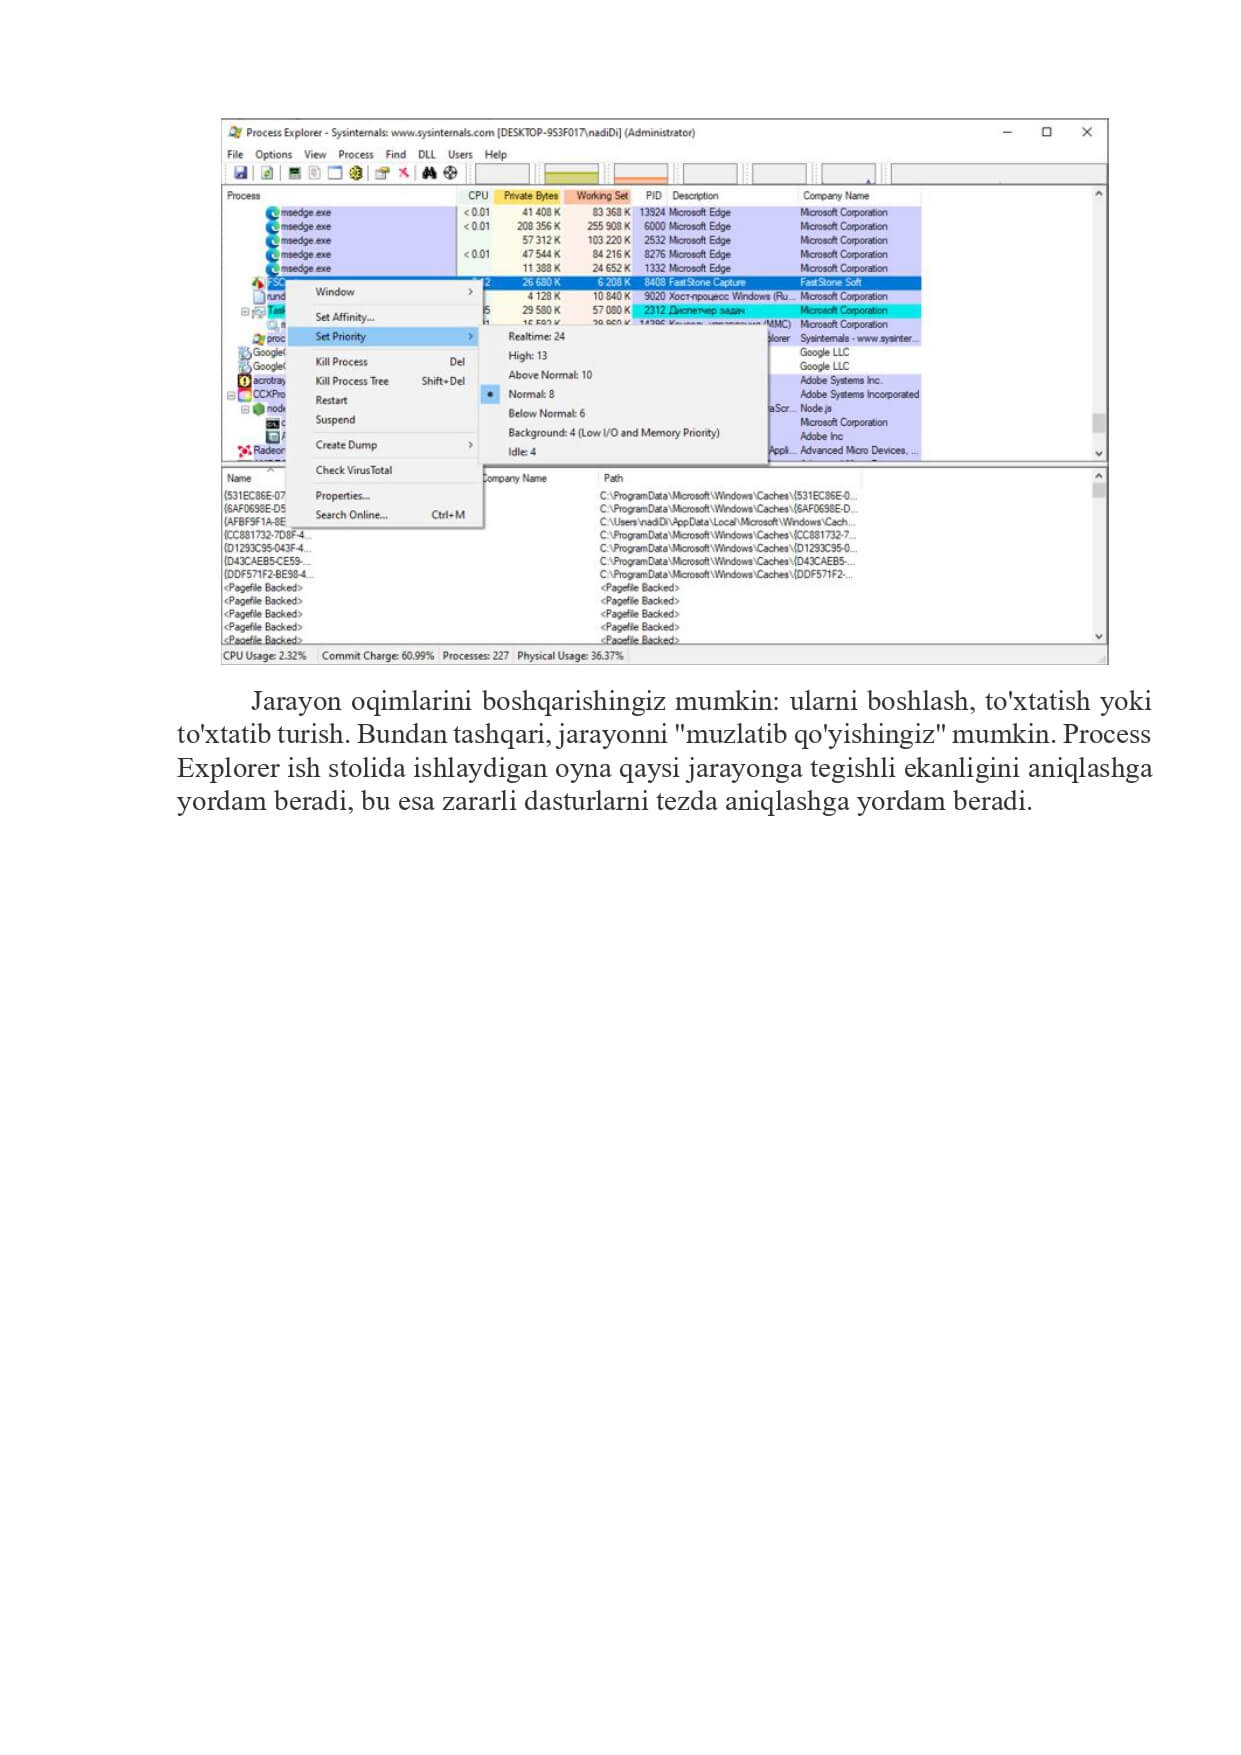 Process Explorer - Sysinternals: www.sysinternals.com [DESKTOP-9S3F017\nadiDi] (Administrator)
File Options View Process Find DLL Users Help
Process CPU Private Bytes Working Set PID Description Company Name
msedge.exe < 0.01 41 408 K 83 368 K 13924 Microsoft Edge Microsoft Corporation
msedge.exe < 0.01 208 356 K 255 908 K 6000 Microsoft Edge Microsoft Corporation
msedge.exe 57 312 K 103 220 K 2532 Microsoft Edge Microsoft Corporation
msedge.exe < 0.01 47 544 K 84 216 K 8276 Microsoft Edge Microsoft Corporation
msedge.exe 11 388 K 24 652 K 1332 Microsoft Edge Microsoft Corporation
26 680 K 6 208 K 8408 FastStone Capture FastStone Soft
rund 4 128 K 10 840 K 9020 Хост-процесс Windows (Ru... Microsoft Corporation
Task 29 580 K 57 080 K 2312 Диспетчер задач Microsoft Corporation
(MMC) Microsoft Corporation
proc plorer Sysinternals - www.sysinter...
Google Google LLC
Google Google LLC
acrotray Adobe Systems Inc.
CCXPro Adobe Systems Incorporated
node aScr... Node.js
Microsoft Corporation
Adobe Inc
Radeon Appli... Advanced Micro Devices, ...
Window
Set Affinity...
Set Priority
Kill Process Del
Kill Process Tree Shift+Del
Restart
Suspend
Create Dump
Check VirusTotal
Properties...
Search Online... Ctrl+M
Realtime: 24
High: 13
Above Normal: 10
Normal: 8
Below Normal: 6
Background: 4 (Low I/O and Memory Priority)
Idle: 4
Name Company Name Path
{531EC86E-07 C:\ProgramData\Microsoft\Windows\Caches\{531EC86E-0...
{6AF0698E-D5 C:\ProgramData\Microsoft\Windows\Caches\{6AF0698E-D...
{AFBF9F1A-8E C:\Users\nadiDi\AppData\Local\Microsoft\Windows\Cach...
{CC881732-7D8F-4... C:\ProgramData\Microsoft\Windows\Caches\{CC881732-7...
{D1293C95-043F-4... C:\ProgramData\Microsoft\Windows\Caches\{D1293C95-0...
{D43CAEB5-CE59-... C:\ProgramData\Microsoft\Windows\Caches\{D43CAEB5-...
{DDF571F2-BE98-4... C:\ProgramData\Microsoft\Windows\Caches\{DDF571F2-...
<Pagefile Backed> <Pagefile Backed>
<Pagefile Backed> <Pagefile Backed>
<Pagefile Backed> <Pagefile Backed>
<Pagefile Backed> <Pagefile Backed>
<Pagefile Backed> <Pagefile Backed>
CPU Usage: 2.32% Commit Charge: 60.99% Processes: 227 Physical Usage: 36.37%
Jarayon oqimlarini boshqarishingiz mumkin: ularni boshlash, to'xtatish yoki
to'xtatib turish. Bundan tashqari, jarayonni "muzlatib qo'yishingiz" mumkin. Process
Explorer ish stolida ishlaydigan oyna qaysi jarayonga tegishli ekanligini aniqlashga
yordam beradi, bu esa zararli dasturlarni tezda aniqlashga yordam beradi.